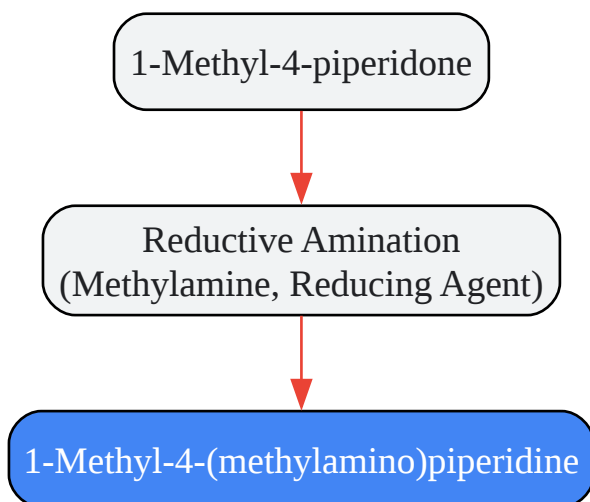 1-Methyl-4-piperidone
Reductive Amination
(Methylamine, Reducing Agent)
1-Methyl-4-(methylamino)piperidine